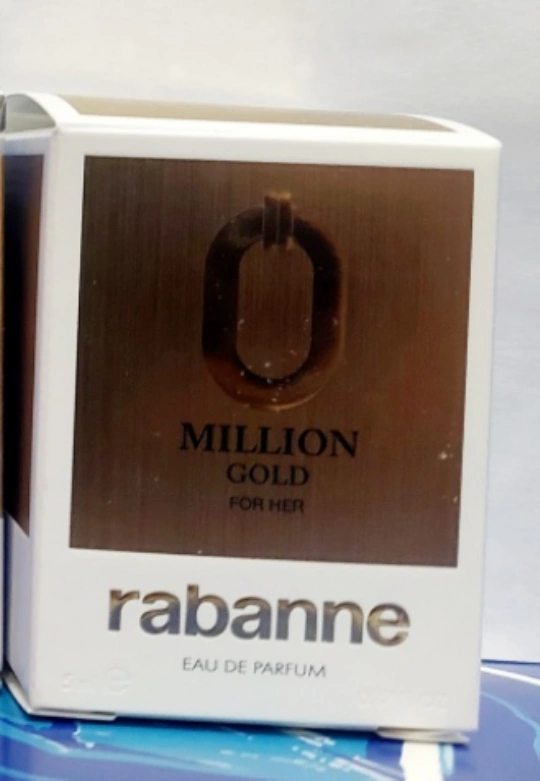 MILLION
GOLD
FOR HER
rabanne
EAU DE PARFUM